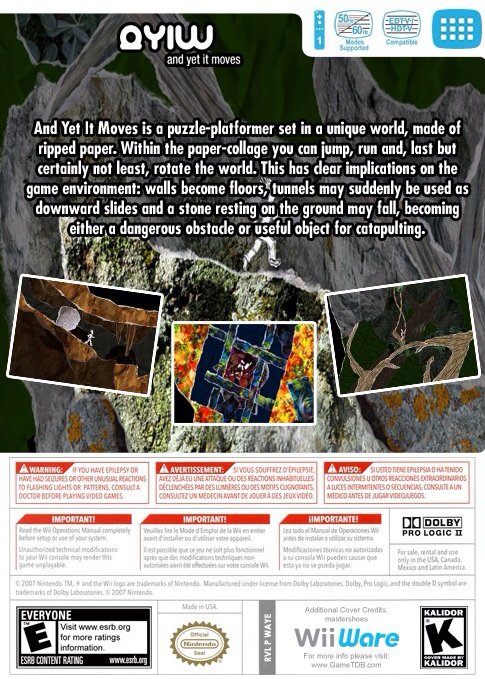 AYIM
and yet it moves
1
50Hz
60Hz
Modes
Supported
EDTV
HDTV
Compatible
And Yet It Moves is a puzzle-platformer set in a unique world, made of
ripped paper. Within the paper-collage you can jump, run and, last but
certainly not least, rotate the world. This has clear implications on the
game environment: walls become floors, tunnels may suddenly be used as
downward slides and a stone resting on the ground may fall, becoming
either a dangerous obstacle or useful object for catapulting.
WARNING: IF YOU HAVE EPILEPSY OR
HAVE HAD SEIZURES OR OTHER UNUSUAL REACTIONS
TO FLASHING LIGHTS OR PATTERNS, CONSULT A
DOCTOR BEFORE PLAYING VIDEO GAMES.
AVERTISSEMENT: SI VOUS SOUFFREZ D'ÉPILEPSIE,
AVEZ DÉJÀ EU UNE ATTAQUE OU DES RÉACTIONS INHABITUELLES
DÉCLENCHÉES PAR DES LUMIÈRES OU DES MOTIFS CLIGNOTANTS,
CONSULTEZ UN MÉDECIN AVANT DE JOUER À DES JEUX VIDÉO.
AVISO: SI USTED TIENE EPILEPSIA O HA TENIDO
CONVULSIONES U OTROS REACCIONES EXTRAORDINARIOS
A LUCES INTERMITENTES O SECUENCIAS, CONSULTE A UN
MÉDICO ANTES DE JUGAR VIDEOJUEGOS.
IMPORTANT!
Read the Wii Operations Manual completely
before setup or use of your system.
Unauthorized technical modifications
to your Wii console may render this
game unplayable.
IMPORTANT!
Veuillez lire le Mode d'Emploi de la Wii en entier
avant d'installer ou d'utiliser votre appareil.
Il est possible que ce jeu ne soit plus fonctionnel
après que des modifications techniques non
autorisées aient été effectuées sur votre console Wii.
¡IMPORTANT!
Lea todo el Manual de Operaciones Wii
antes de instalar o utilizar su sistema.
Modificaciones técnicas no autorizadas
a su consola Wii pueden causar que
esta ya no se pueda jugar.
DOLBY
PRO LOGIC II
For sale, rental and use
only in the USA, Canada,
Mexico and Latin America.
© 2007 Nintendo. TM, ® and the Wii logo are trademarks of Nintendo. Manufactured under license from Dolby Laboratories. Dolby, Pro Logic, and the double-D symbol are
trademarks of Dolby Laboratories. © 2007 Nintendo.
EVERYONE
E
Visit www.esrb.org
for more ratings
information.
ESRB CONTENT RATING www.esrb.org
Made in USA.
Official
Nintendo
Seal
RVL P WAYE
Additional Cover Credits:
mastershoes
WiiWare
For more info please visit:
www.GameTDB.com
KALIDOR
K
COVER MADE BY
KALIDOR